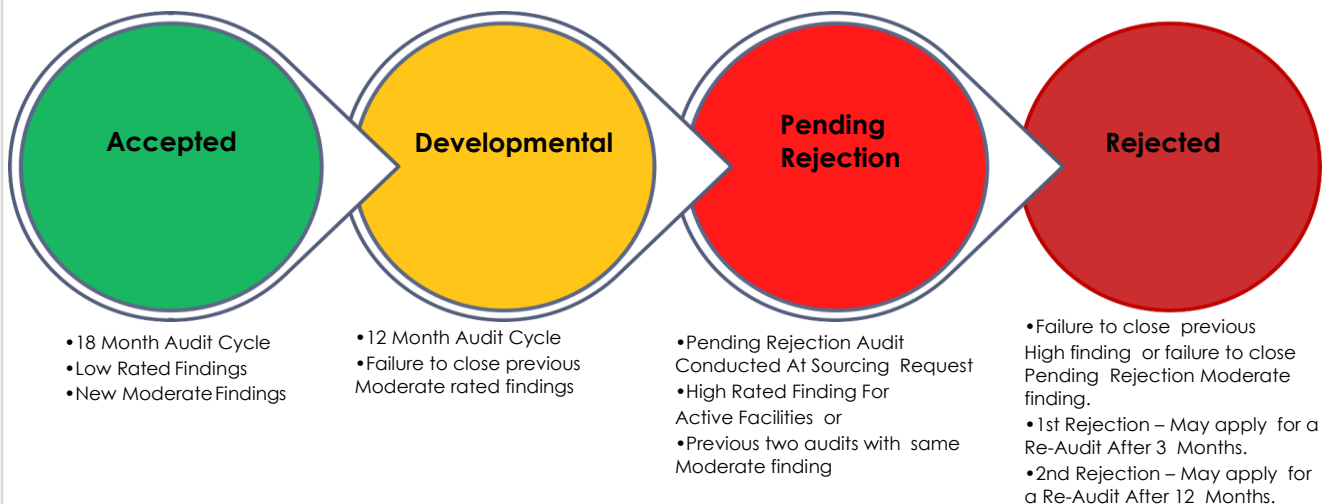 Accepted
•18 Month Audit Cycle
•Low Rated Findings
•New Moderate Findings
Developmental
•12 Month Audit Cycle
•Failure to close previous
Moderate rated findings
Pending
Rejection
•Pending Rejection Audit
Conducted At Sourcing Request
•High Rated Finding For
Active Facilities or
•Previous two audits with same
Moderate finding
Rejected
•Failure to close previous
High finding or failure to close
Pending Rejection Moderate
finding.
•1st Rejection – May apply for a
Re-Audit After 3 Months.
•2nd Rejection – May apply for
a Re-Audit After 12 Months.